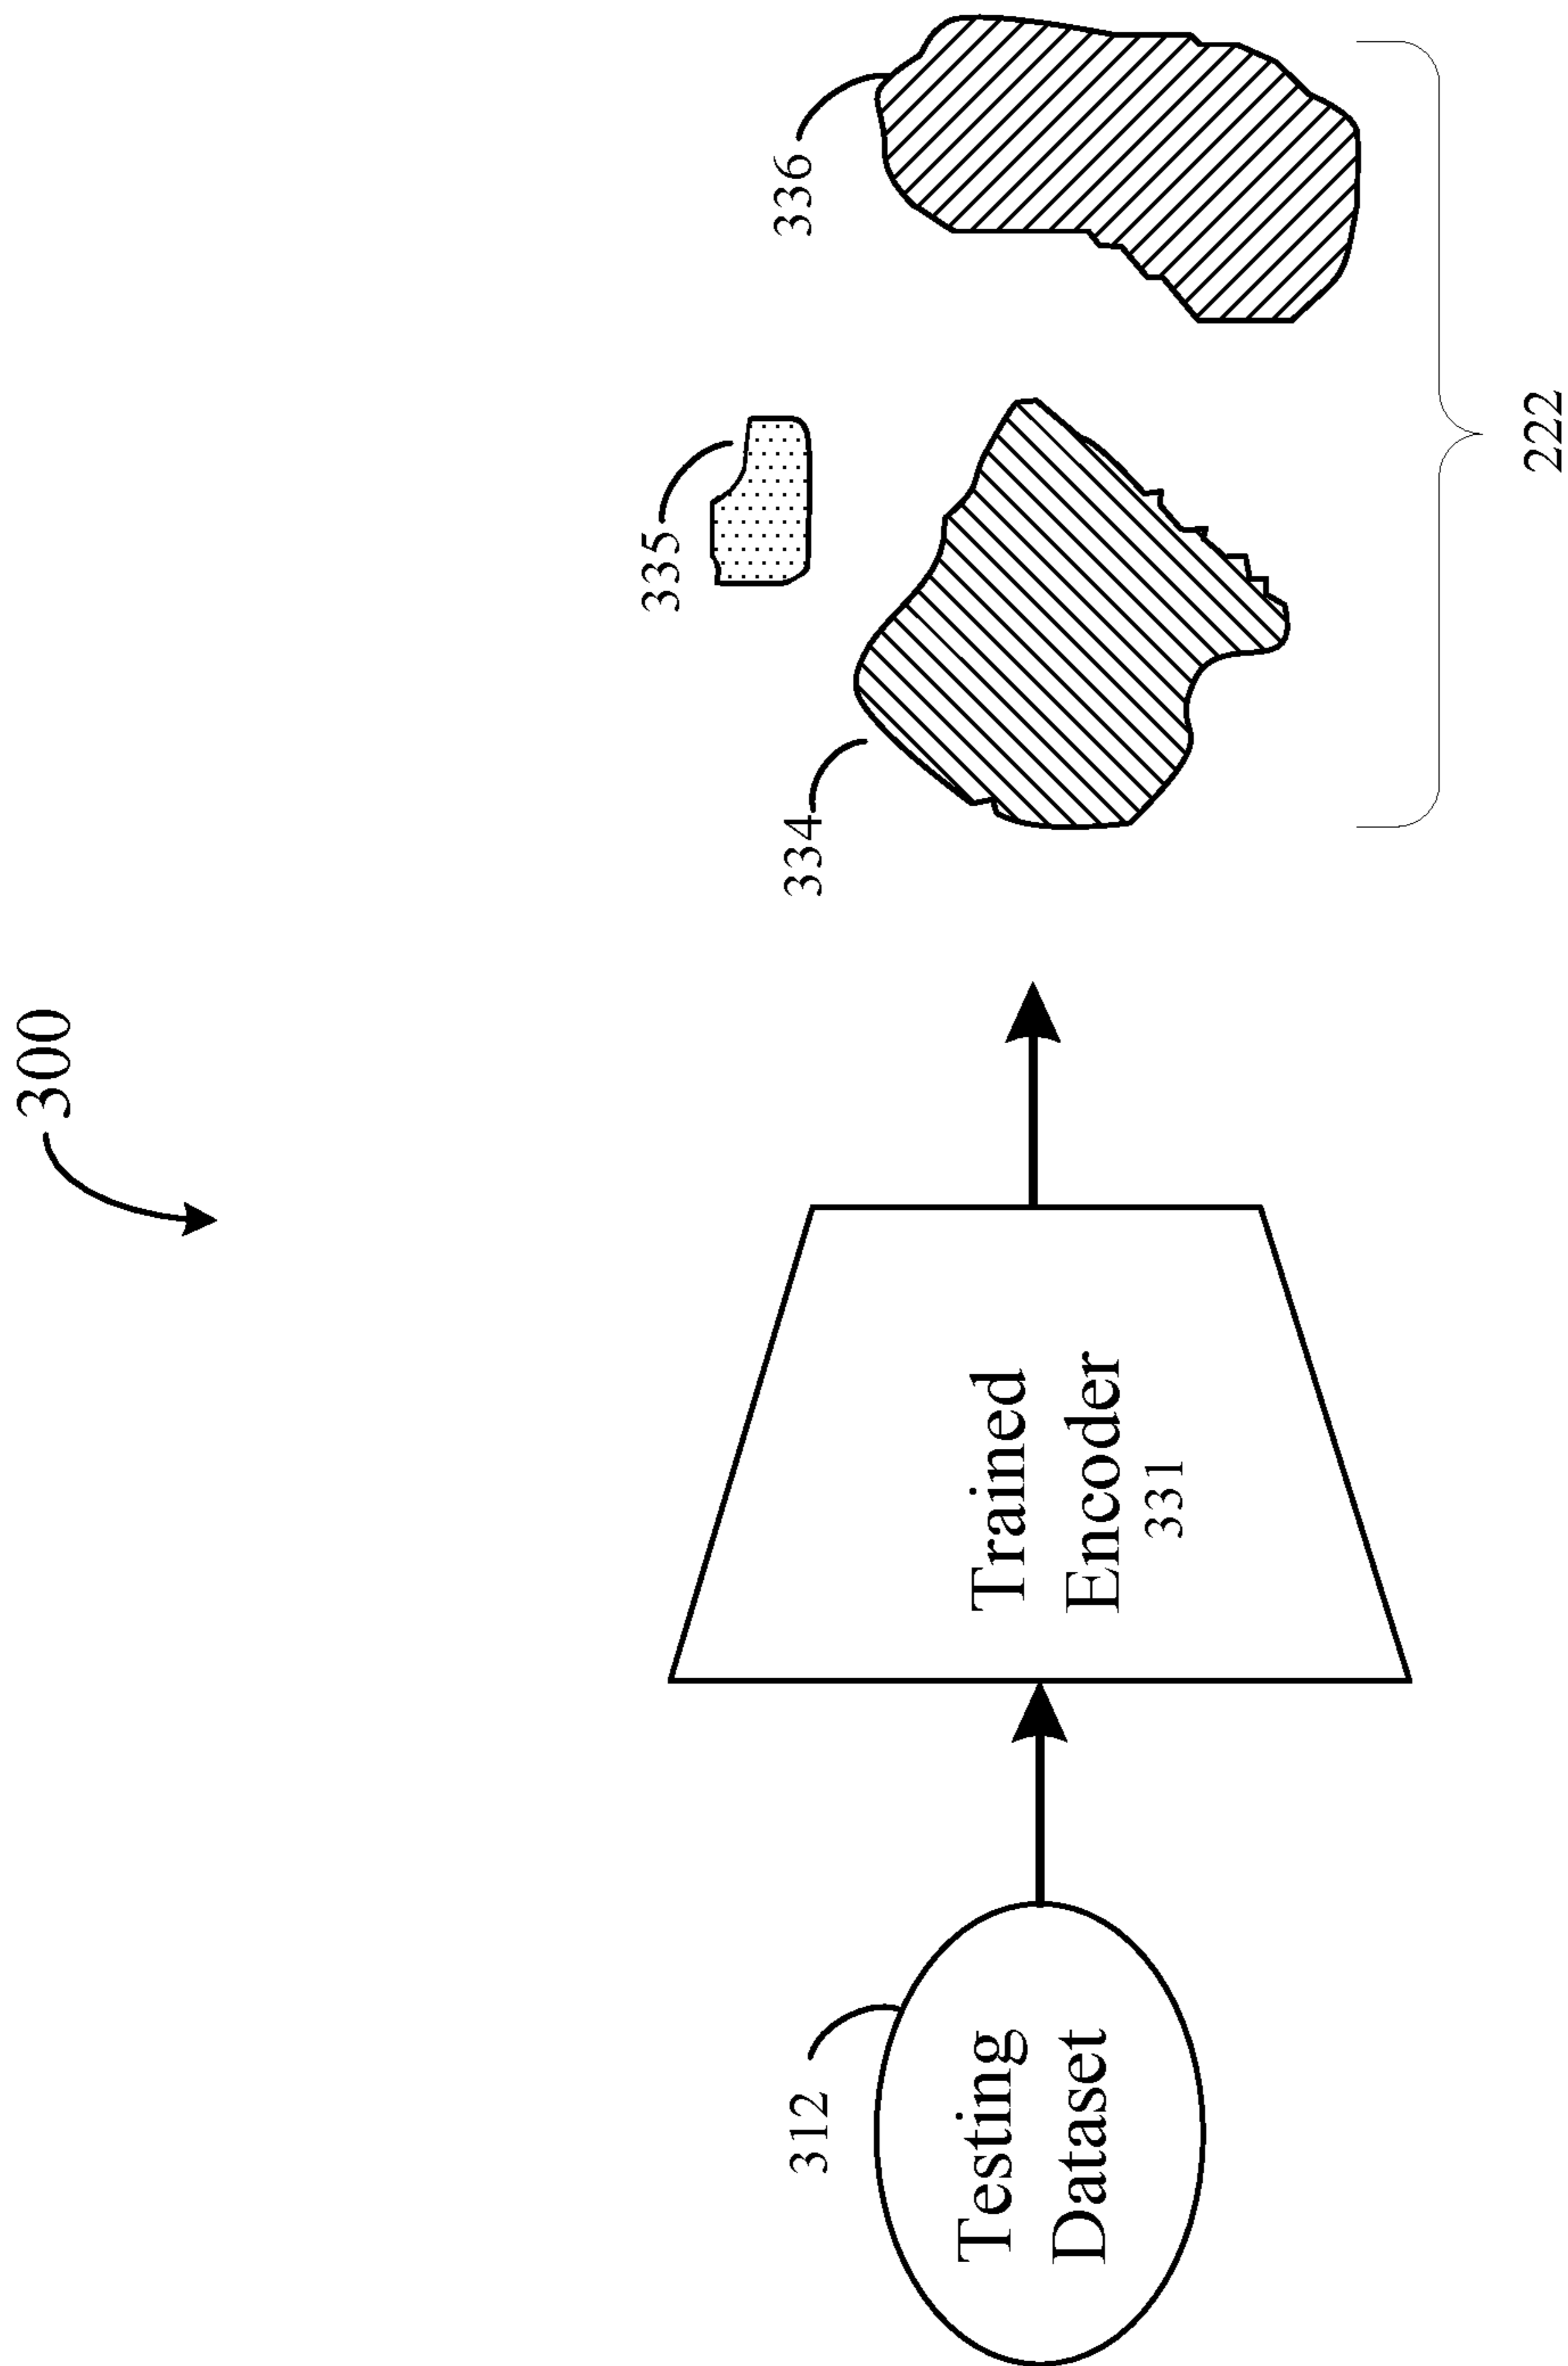 300
312
Testing
Dataset
Trained
Encoder
331
334
335
336
222